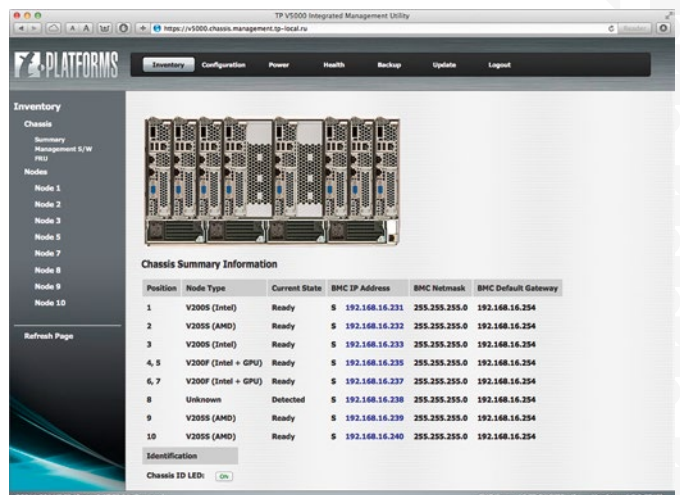 TP V5000 Integrated Management Utility
https://v5000.chassis.management.tp-local.ru
Reader
PLATFORMS
Inventory Configuration Power Health Backup Update Logout
Inventory
Chassis
Summary
Management S/W
FRU
Nodes
Node 1
Node 2
Node 3
Node 5
Node 7
Node 8
Node 9
Node 10
Refresh Page
Chassis Summary Information
Position Node Type Current State BMC IP Address BMC Netmask BMC Default Gateway
1 V200S (Intel) Ready S 192.168.16.231 255.255.255.0 192.168.16.254
2 V205S (AMD) Ready S 192.168.16.232 255.255.255.0 192.168.16.254
3 V200S (Intel) Ready S 192.168.16.233 255.255.255.0 192.168.16.254
4, 5 V200F (Intel + GPU) Ready S 192.168.16.235 255.255.255.0 192.168.16.254
6, 7 V200F (Intel + GPU) Ready S 192.168.16.237 255.255.255.0 192.168.16.254
8 Unknown Detected S 192.168.16.238 255.255.255.0 192.168.16.254
9 V205S (AMD) Ready S 192.168.16.239 255.255.255.0 192.168.16.254
10 V205S (AMD) Ready S 192.168.16.240 255.255.255.0 192.168.16.254
Identification
Chassis ID LED: ON